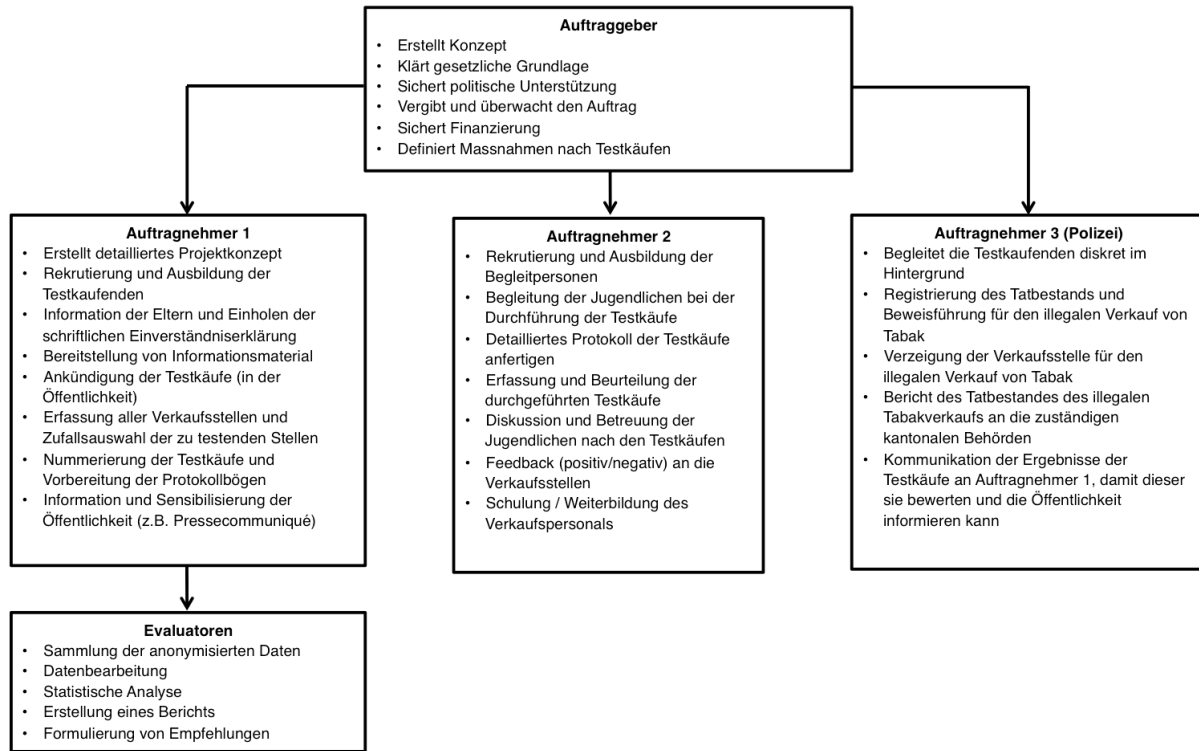 Auftraggeber
• Erstellt Konzept
• Klärt gesetzliche Grundlage
• Sichert politische Unterstützung
• Vergibt und überwacht den Auftrag
• Sichert Finanzierung
• Definiert Massnahmen nach Testkäufen
Auftragnehmer 1
• Erstellt detailliertes Projektkonzept
• Rekrutierung und Ausbildung der
Testkaufenden
• Information der Eltern und Einholen der
schriftlichen Einverständniserklärung
• Bereitstellung von Informationsmaterial
• Ankündigung der Testkäufe (in der
Öffentlichkeit)
• Erfassung aller Verkaufsstellen und
Zufallsauswahl der zu testenden Stellen
• Nummerierung der Testkäufe und
Vorbereitung der Protokollbögen
• Information und Sensibilisierung der
Öffentlichkeit (z.B. Pressecommuniqué)
Auftragnehmer 2
• Rekrutierung und Ausbildung der
Begleitpersonen
• Begleitung der Jugendlichen bei der
Durchführung der Testkäufe
• Detailliertes Protokoll der Testkäufe
anfertigen
• Erfassung und Beurteilung der
durchgeführten Testkäufe
• Diskussion und Betreuung der
Jugendlichen nach den Testkäufen
• Feedback (positiv/negativ) an die
Verkaufsstellen
• Schulung / Weiterbildung des
Verkaufspersonals
Auftragnehmer 3 (Polizei)
• Begleitet die Testkaufenden diskret im
Hintergrund
• Registrierung des Tatbestands und
Beweisführung für den illegalen Verkauf von
Tabak
• Verzeigung der Verkaufsstelle für den
illegalen Verkauf von Tabak
• Bericht des Tatbestandes des illegalen
Tabakverkaufs an die zuständigen
kantonalen Behörden
• Kommunikation der Ergebnisse der
Testkäufe an Auftragnehmer 1, damit dieser
sie bewerten und die Öffentlichkeit
informieren kann
Evaluatoren
• Sammlung der anonymisierten Daten
• Datenbearbeitung
• Statistische Analyse
• Erstellung eines Berichts
• Formulierung von Empfehlungen